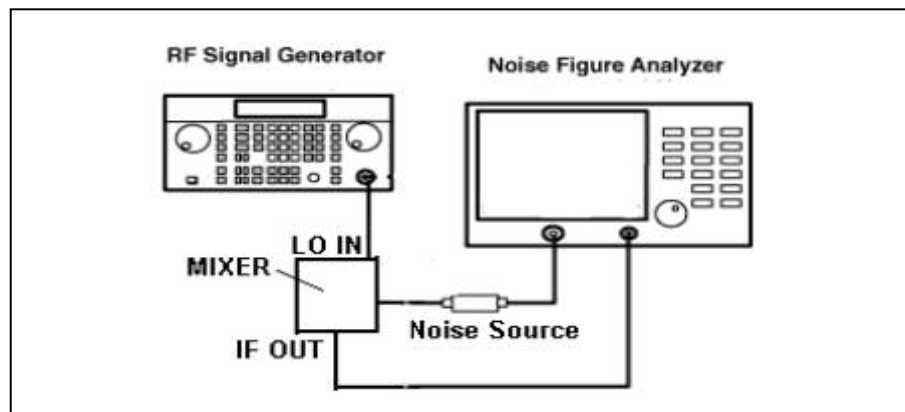 RF Signal Generator
Noise Figure Analyzer
LO IN
MIXER
Noise Source
IF OUT